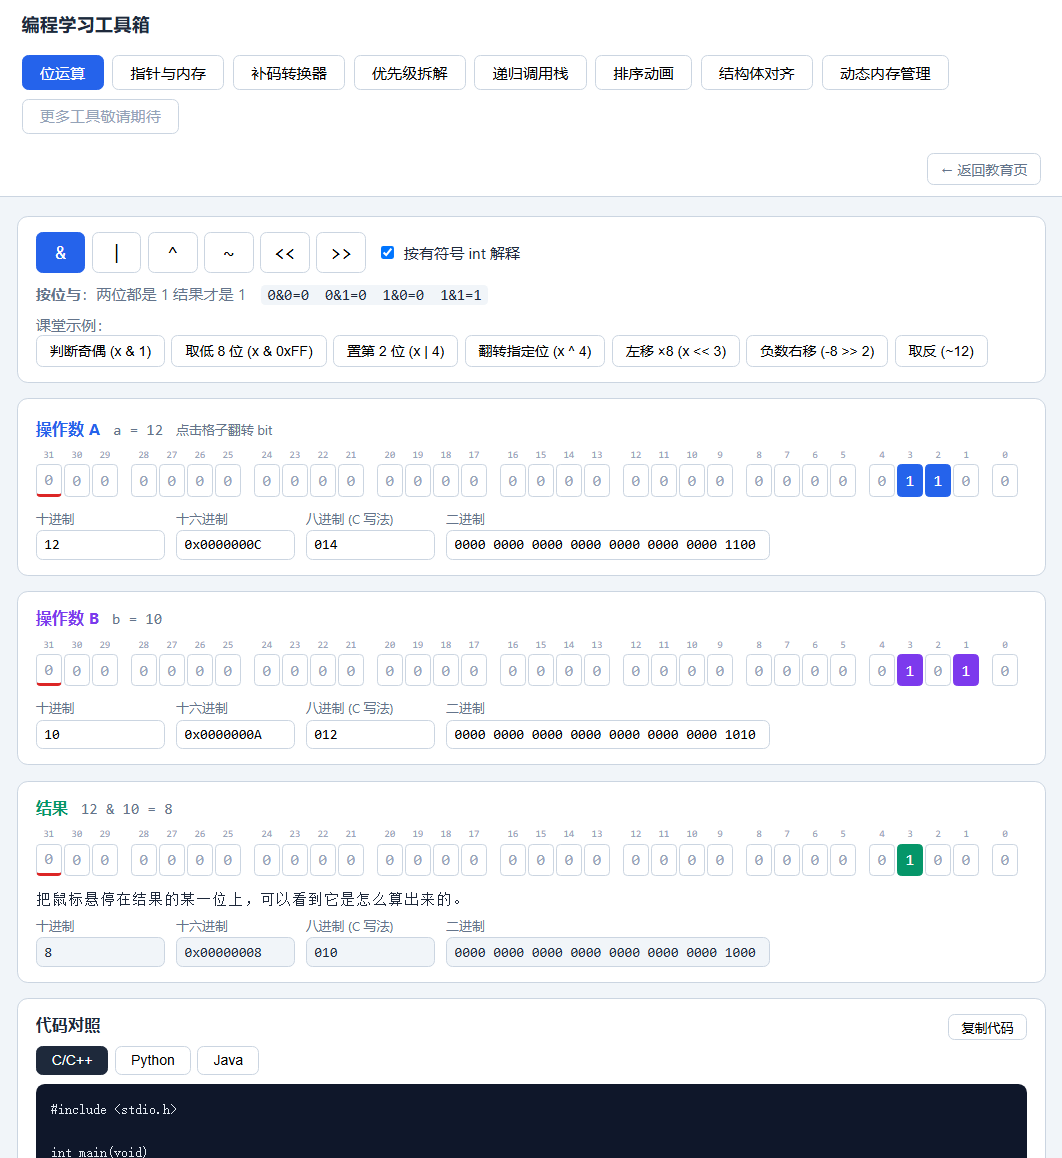 编程学习工具箱
位运算 指针与内存 补码转换器 优先级拆解 递归调用栈 排序动画 结构体对齐 动态内存管理
更多工具敬请期待
← 返回教育页
& | ^ ~ << >> 按有符号 int 解释
按位与：两位都是 1 结果才是 1 0&0=0 0&1=0 1&0=0 1&1=1
课堂示例：
判断奇偶 (x & 1) 取低 8 位 (x & 0xFF) 置第 2 位 (x | 4) 翻转指定位 (x ^ 4) 左移 ×8 (x << 3) 负数右移 (-8 >> 2) 取反 (~12)
操作数 A a = 12 点击格子翻转 bit
31 30 29 28 27 26 25 24 23 22 21 20 19 18 17 16 15 14 13 12 11 10 9 8 7 6 5 4 3 2 1 0
0 0 0 0 0 0 0 0 0 0 0 0 0 0 0 0 0 0 0 0 0 0 0 0 0 0 0 0 1 1 0 0
十进制 十六进制 八进制 (C 写法) 二进制
12 0x0000000C 014 0000 0000 0000 0000 0000 0000 0000 1100
操作数 B b = 10
31 30 29 28 27 26 25 24 23 22 21 20 19 18 17 16 15 14 13 12 11 10 9 8 7 6 5 4 3 2 1 0
0 0 0 0 0 0 0 0 0 0 0 0 0 0 0 0 0 0 0 0 0 0 0 0 0 0 0 0 1 0 1 0
十进制 十六进制 八进制 (C 写法) 二进制
10 0x0000000A 012 0000 0000 0000 0000 0000 0000 0000 1010
结果 12 & 10 = 8
31 30 29 28 27 26 25 24 23 22 21 20 19 18 17 16 15 14 13 12 11 10 9 8 7 6 5 4 3 2 1 0
0 0 0 0 0 0 0 0 0 0 0 0 0 0 0 0 0 0 0 0 0 0 0 0 0 0 0 0 1 0 0 0
把鼠标悬停在结果的某一位上，可以看到它是怎么算出来的。
十进制 十六进制 八进制 (C 写法) 二进制
8 0x00000008 010 0000 0000 0000 0000 0000 0000 0000 1000
代码对照 复制代码
C/C++ Python Java
#include <stdio.h>
int main(void)